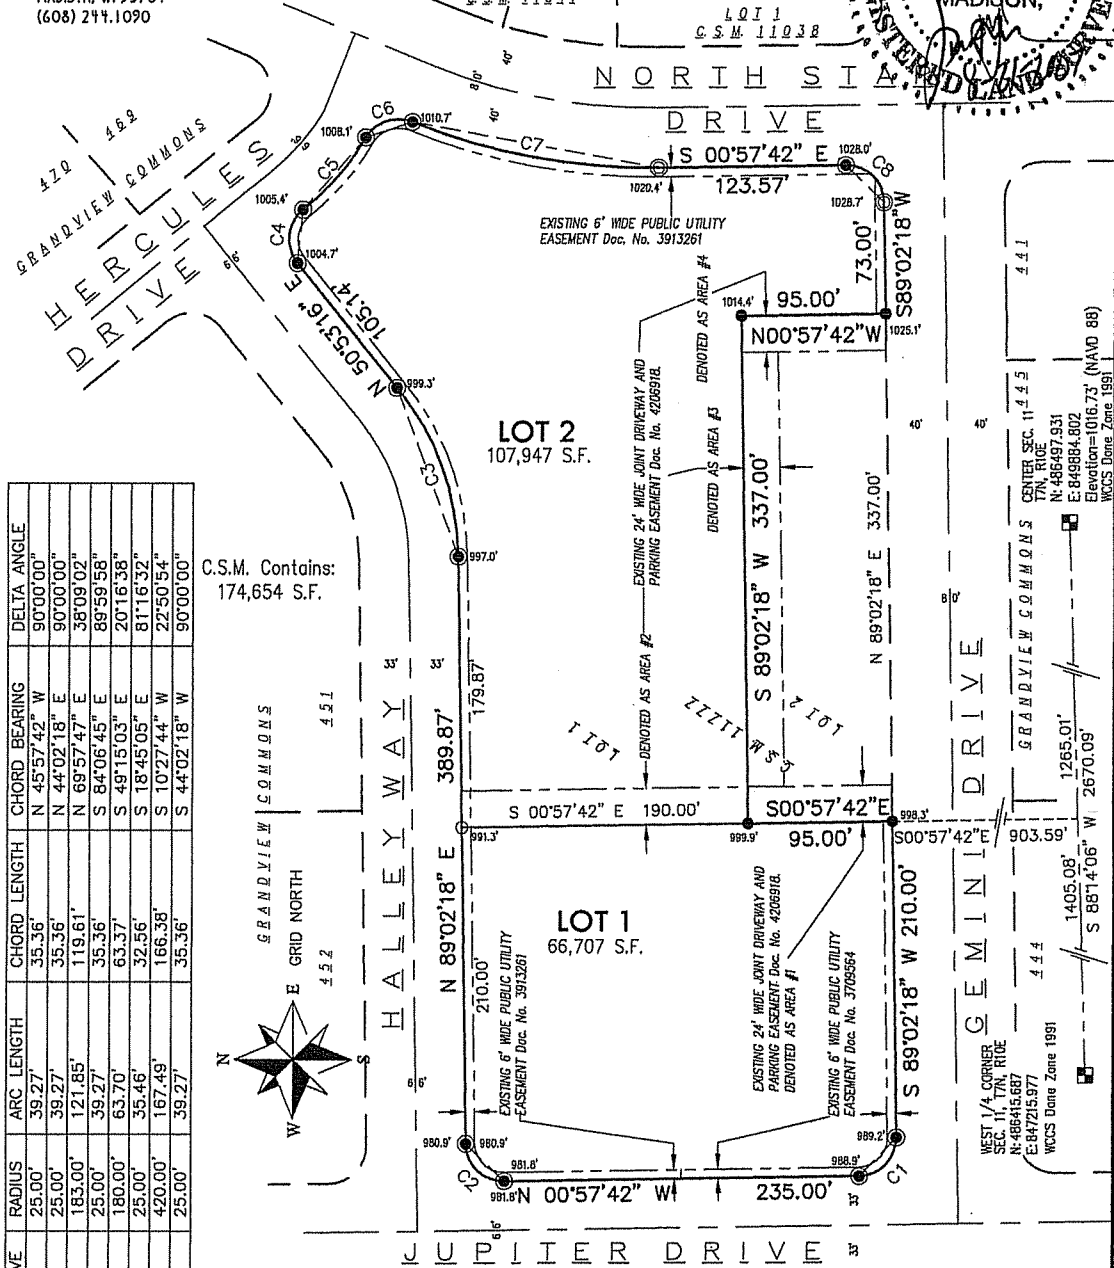 (608) 244.1090
LOT 1
C.S.M. 11038
MADISON,
NORTH STA
DRIVE
470
469
GRANDVIEW COMMONS
HERCULES
DRIVE
66'
66'
80'
40'
40'
C6
1008.1'
1010.7'
C7
C5
1005.4'
C4
1004.7'
1020.4'
S 00°57'42" E
123.57'
1028.0'
C8
1028.7'
EXISTING 6' WIDE PUBLIC UTILITY
EASEMENT Doc. No. 3913261
73.00'
S89°02'18"W
DENOTED AS AREA #4
1014.4'
95.00'
N00°57'42"W
1025.1'
N 50°53'16" E
105.14'
999.3'
C3
997.0'
LOT 2
107,947 S.F.
EXISTING 24' WIDE JOINT DRIVEWAY AND
PARKING EASEMENT Doc. No. 4206918.
DENOTED AS AREA #3
DENOTED AS AREA #2
S 89°02'18" W 337.00'
N 89°02'18" E 337.00'
40'
40'
80'
441
445
CENTER SEC. 11
T7N, R10E
N: 486497.931
E: 849884.802
Elevation=1016.73' (NAVD 88)
WCCS Dane Zone 1991
GRANDVIEW COMMONS
C.S.M. Contains:
174,654 S.F.
RADIUS ARC LENGTH CHORD LENGTH CHORD BEARING DELTA ANGLE
25.00' 39.27' 35.36' N 45°57'42" W 90°00'00"
25.00' 39.27' 35.36' N 44°02'18" E 90°00'00"
183.00' 121.85' 119.61' N 69°57'47" E 38°09'02"
25.00' 39.27' 35.36' S 84°06'45" E 89°59'58"
180.00' 63.70' 63.37' S 49°15'03" E 20°16'38"
25.00' 35.46' 32.56' S 18°45'05" E 81°16'32"
420.00' 167.49' 166.38' S 10°27'44" W 22°50'54"
25.00' 39.27' 35.36' S 44°02'18" W 90°00'00"
GRANDVIEW COMMONS
451
452
HALLEY WAY
33'
33'
66'
179.87'
N 89°02'18" E 389.87'
LOT 1
C.S.M. 11777
LOT 2
S 00°57'42" E 190.00'
S00°57'42"E
95.00'
991.3'
999.9'
998.3'
S00°57'42"E 903.59'
1265.01'
1405.08'
S 88°14'06" W 2670.09'
GEMINI DRIVE
444
LOT 1
66,707 S.F.
210.00'
EXISTING 6' WIDE PUBLIC UTILITY
EASEMENT Doc. No. 3913261
EXISTING 24' WIDE JOINT DRIVEWAY AND
PARKING EASEMENT Doc. No. 4206918.
DENOTED AS AREA #1
EXISTING 6' WIDE PUBLIC UTILITY
EASEMENT Doc. No. 3709564
S 89°02'18" W 210.00'
WEST 1/4 CORNER
SEC. 11, T7N, R10E
N: 486415.687
E: 847215.977
WCCS Dane Zone 1991
N
E
S
W
GRID NORTH
980.9'
980.9'
C2
981.8'
981.8'
N 00°57'42" W
235.00'
988.9'
989.2'
C1
33'
33'
66'
JUPITER DRIVE